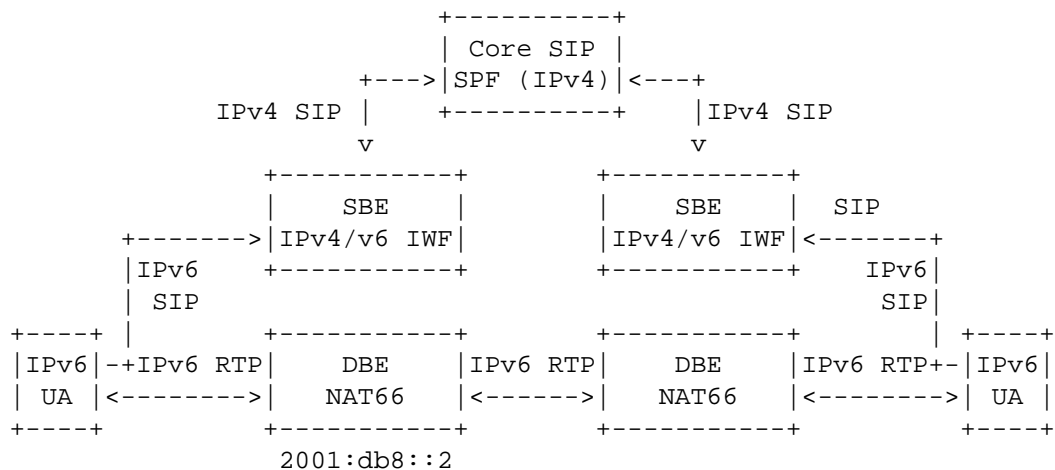 +----------+
| Core SIP |
+--->|SPF (IPv4)|<---+
IPv4 SIP | +----------+ |IPv4 SIP
v v
+-----------+ +-----------+
| SBE | | SBE | SIP
+------->|IPv4/v6 IWF| |IPv4/v6 IWF|<-------+
|IPv6 +-----------+ +-----------+ IPv6|
| SIP SIP|
+----+ | +-----------+ +-----------+ | +----+
|IPv6|-+IPv6 RTP| DBE |IPv6 RTP| DBE |IPv6 RTP+-|IPv6|
| UA |<-------->| NAT66 |<------>| NAT66 |<-------->| UA |
+----+ +-----------+ +-----------+ +----+
2001:db8::2